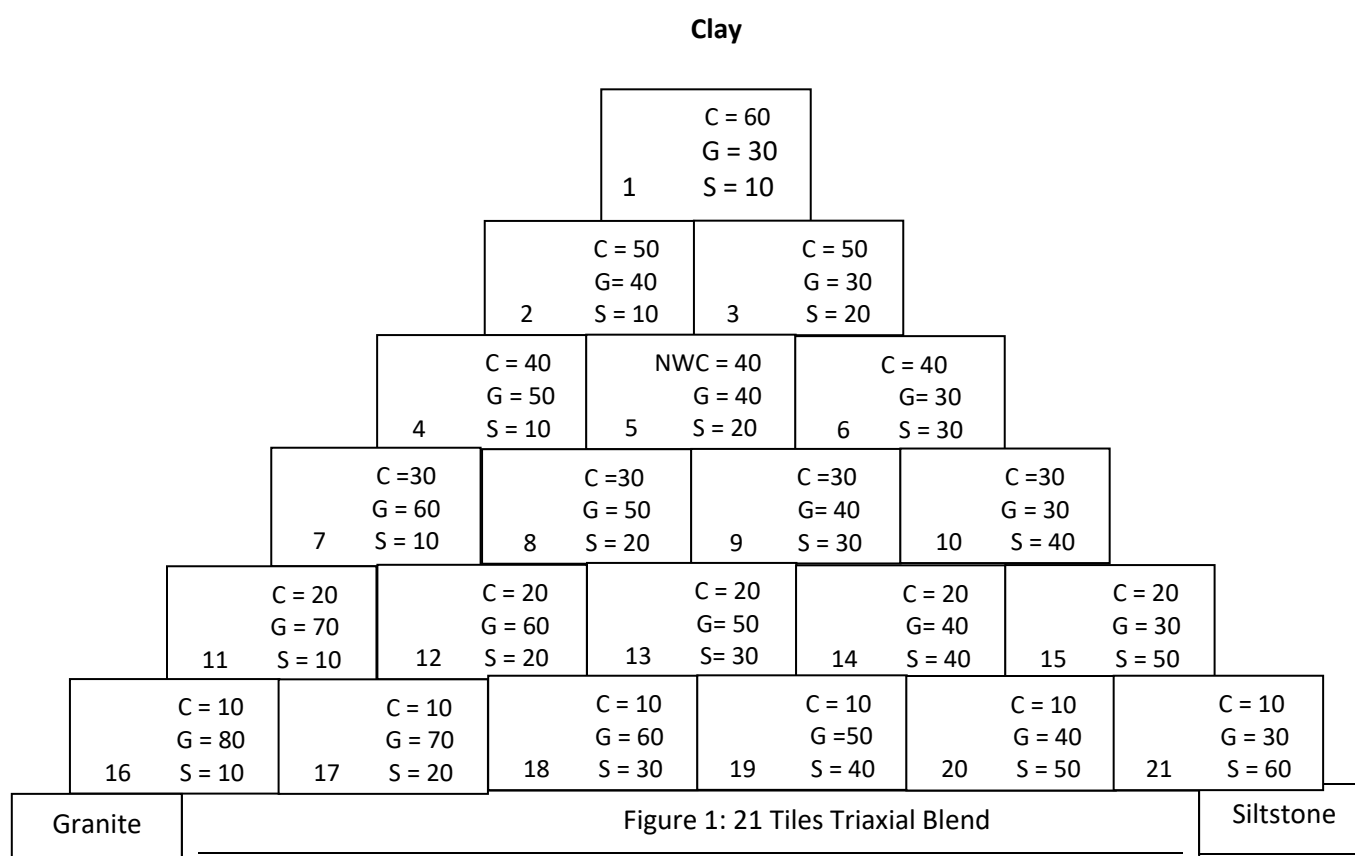 Clay
C = 60
G = 30
1 S = 10
C = 50 C = 50
G= 40 G = 30
2 S = 10 3 S = 20
C = 40 NWC = 40 C = 40
G = 50 G = 40 G= 30
4 S = 10 5 S = 20 6 S = 30
C =30 C =30 C =30 C =30
G = 60 G = 50 G= 40 G = 30
7 S = 10 8 S = 20 9 S = 30 10 S = 40
C = 20 C = 20 C = 20 C = 20 C = 20
G = 70 G = 60 G= 50 G= 40 G = 30
11 S = 10 12 S = 20 13 S= 30 14 S = 40 15 S = 50
C = 10 C = 10 C = 10 C = 10 C = 10 C = 10
G = 80 G = 70 G = 60 G =50 G = 40 G = 30
16 S = 10 17 S = 20 18 S = 30 19 S = 40 20 S = 50 21 S = 60
Granite Figure 1: 21 Tiles Triaxial Blend Siltstone